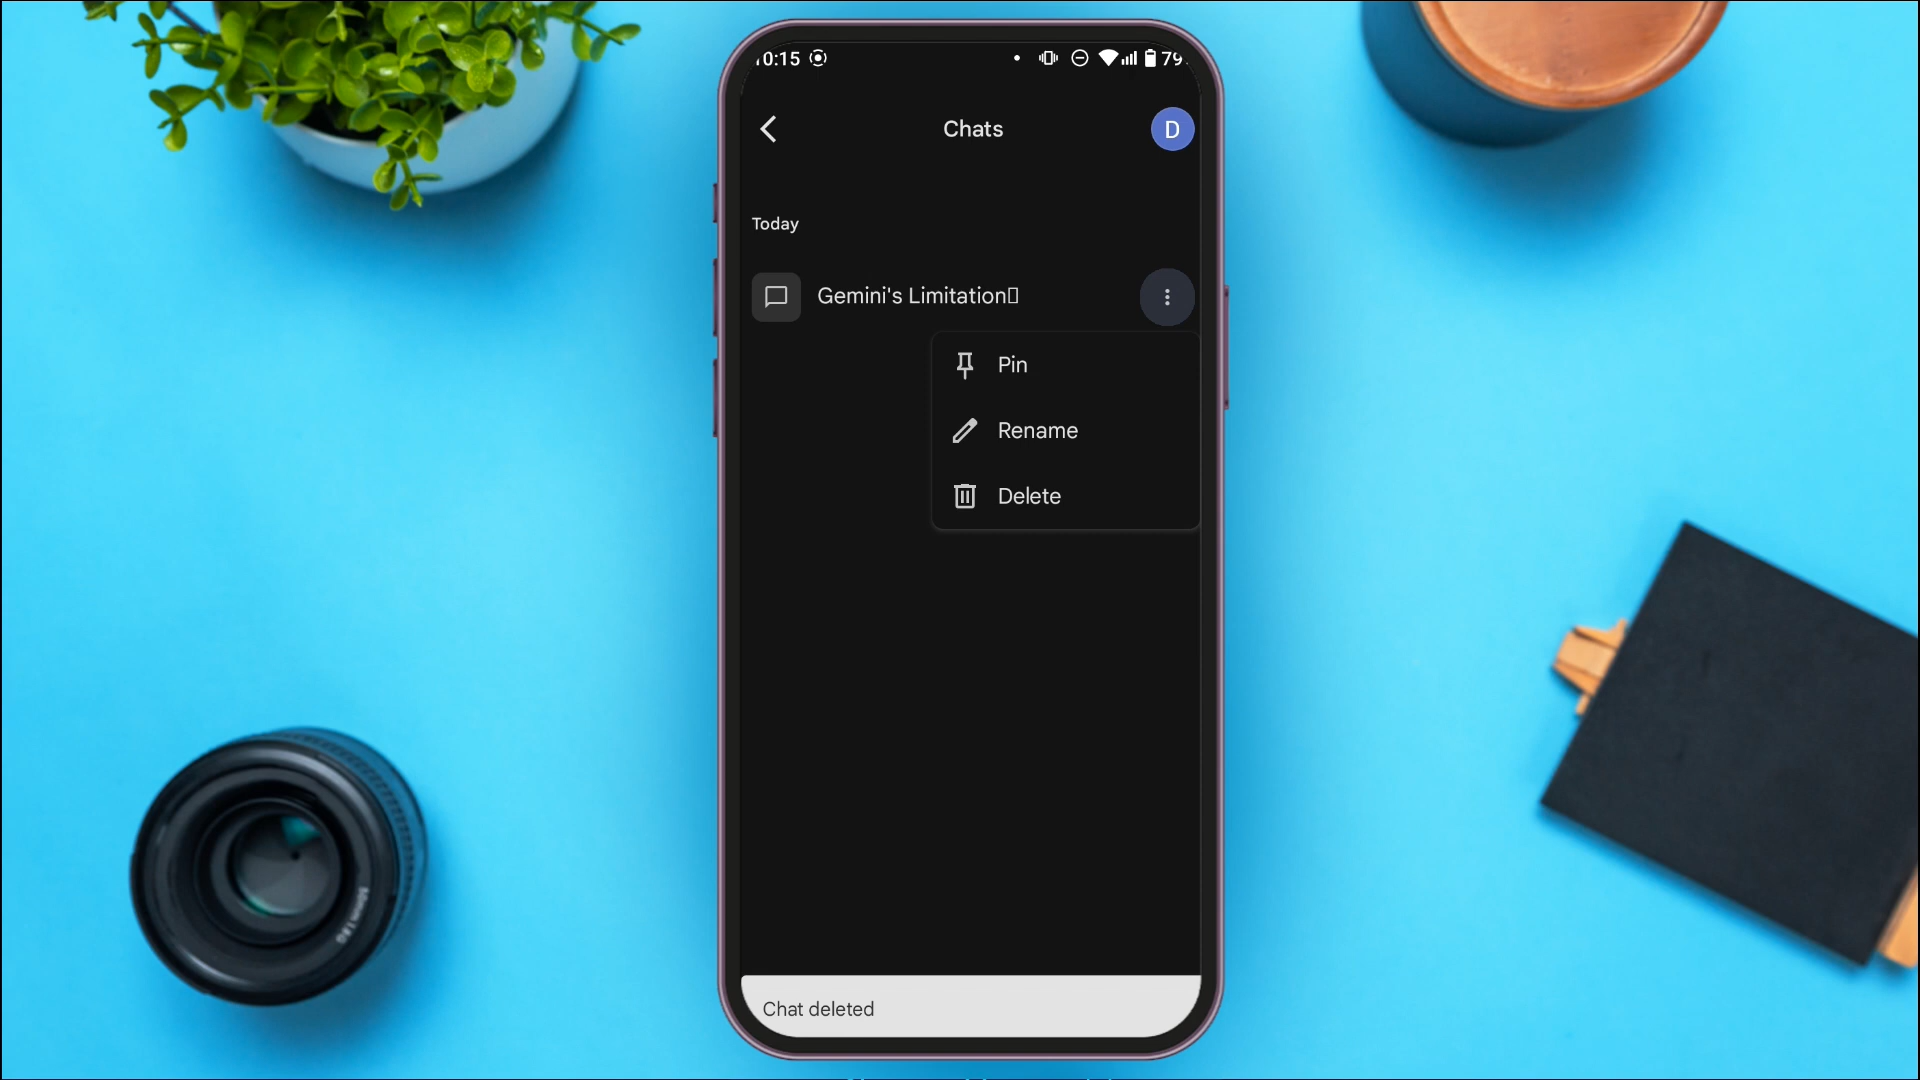 0:15
79
Chats
D
Today
Gemini's Limitation
Pin
Rename
Delete
Chat deleted